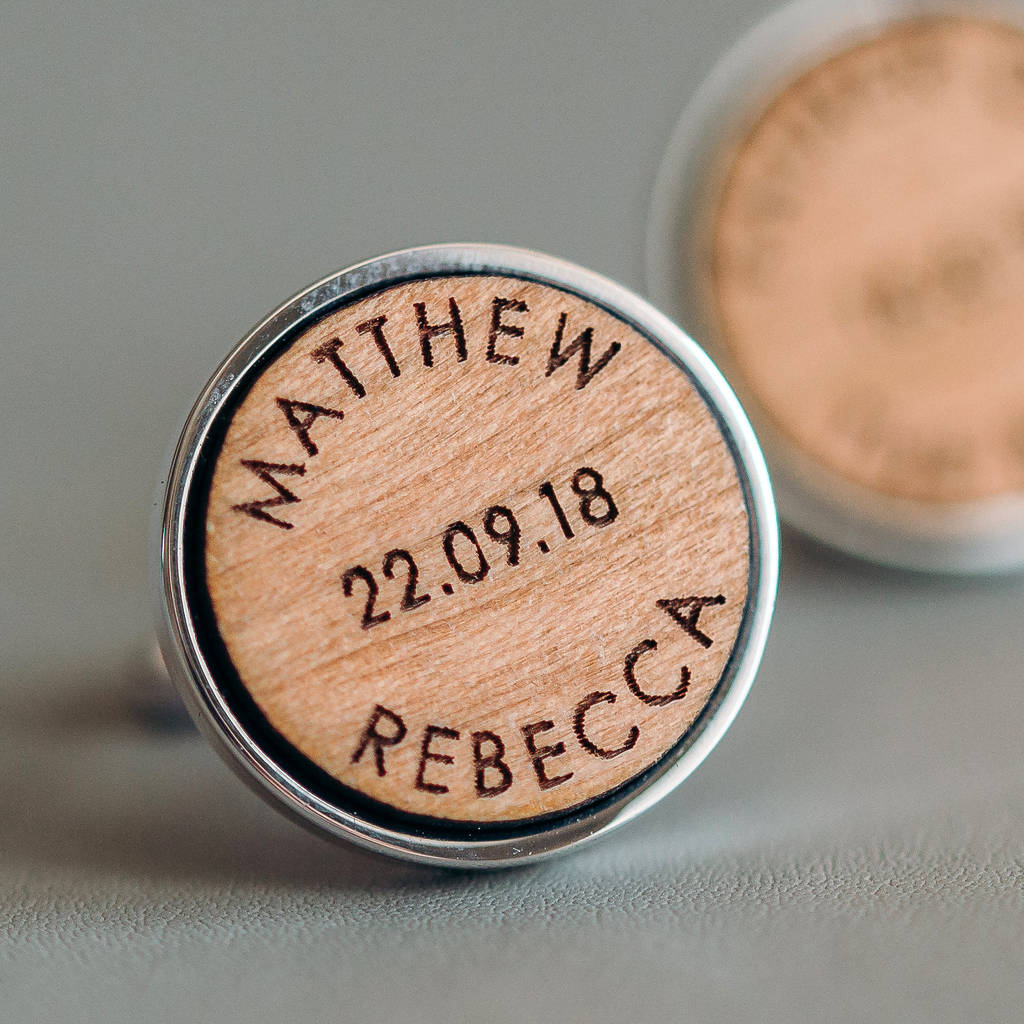 MATTHEW
22.09.18
REBECCA